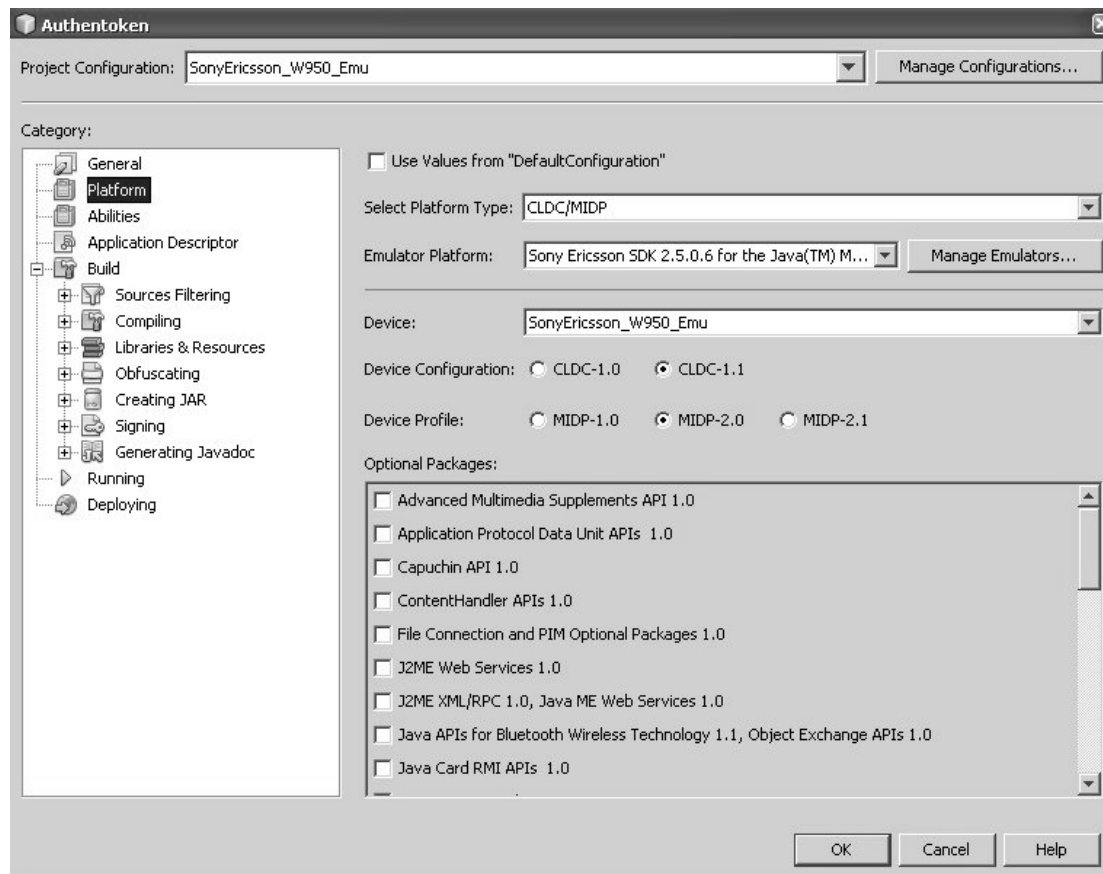 Authentoken
Project Configuration: SonyEricsson_W950_Emu Manage Configurations...
Category:
General
Platform
Abilities
Application Descriptor
Build
Sources Filtering
Compiling
Libraries & Resources
Obfuscating
Creating JAR
Signing
Generating Javadoc
Running
Deploying
Use Values from "DefaultConfiguration"
Select Platform Type: CLDC/MIDP
Emulator Platform: Sony Ericsson SDK 2.5.0.6 for the Java(TM) M... Manage Emulators...
Device: SonyEricsson_W950_Emu
Device Configuration: CLDC-1.0 CLDC-1.1
Device Profile: MIDP-1.0 MIDP-2.0 MIDP-2.1
Optional Packages:
Advanced Multimedia Supplements API 1.0
Application Protocol Data Unit APIs 1.0
Capuchin API 1.0
ContentHandler APIs 1.0
File Connection and PIM Optional Packages 1.0
J2ME Web Services 1.0
J2ME XML/RPC 1.0, Java ME Web Services 1.0
Java APIs for Bluetooth Wireless Technology 1.1, Object Exchange APIs 1.0
Java Card RMI APIs 1.0
OK Cancel Help